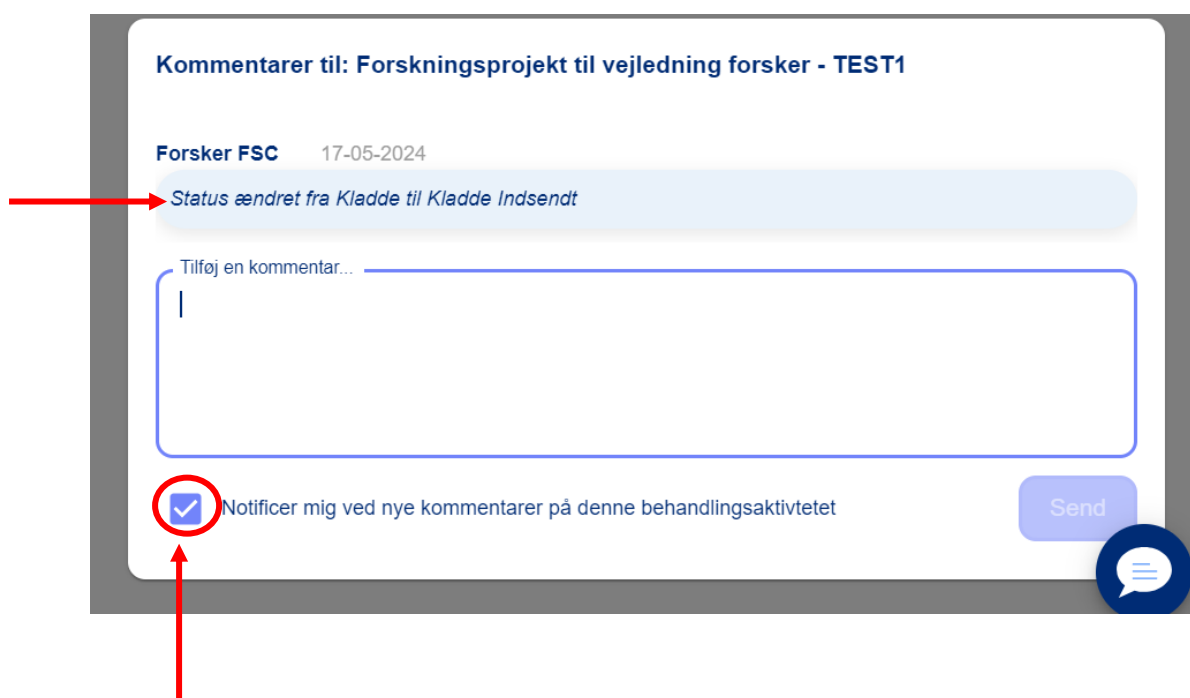 Kommentarer til: Forskningsprojekt til vejledning forsker - TEST1
Forsker FSC 17-05-2024
Status ændret fra Kladde til Kladde Indsendt
Tilføj en kommentar...
Notificer mig ved nye kommentarer på denne behandlingsaktivtetet
Send